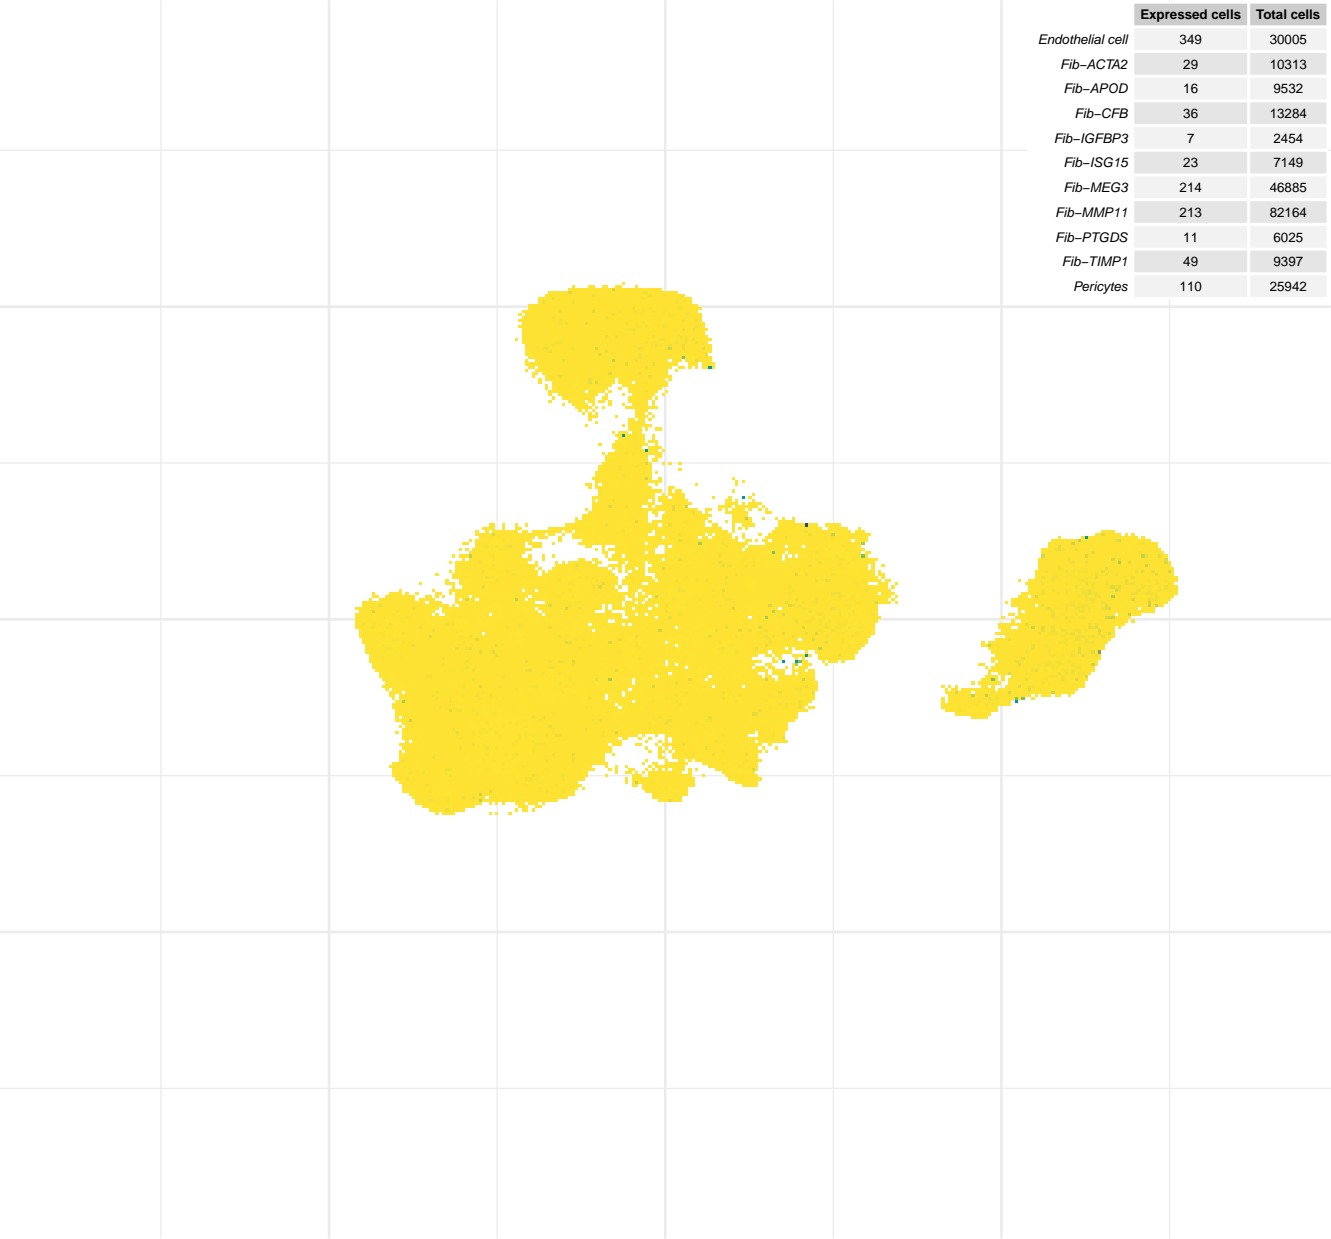 Expressed cells Total cells
Endothelial cell 349 30005
Fib−ACTA2 29 10313
Fib−APOD 16 9532
Fib−CFB 36 13284
Fib−IGFBP3 7 2454
Fib−ISG15 23 7149
Fib−MEG3 214 46885
Fib−MMP11 213 82164
Fib−PTGDS 11 6025
Fib−TIMP1 49 9397
Pericytes 110 25942